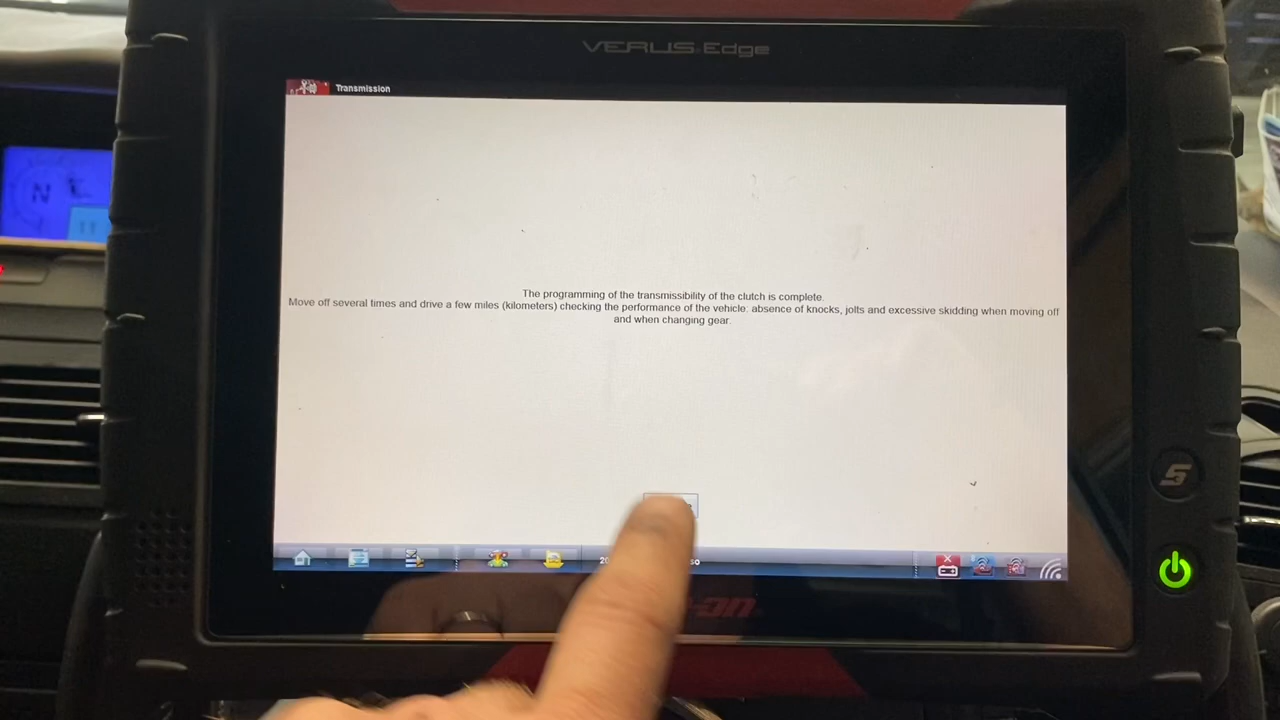 VERUS Edge
Transmission
The programming of the transmissibility of the clutch is complete.
Move off several times and drive a few miles (kilometers) checking the performance of the vehicle: absence of knocks, jolts and excessive skidding when moving off
and when changing gear.
N